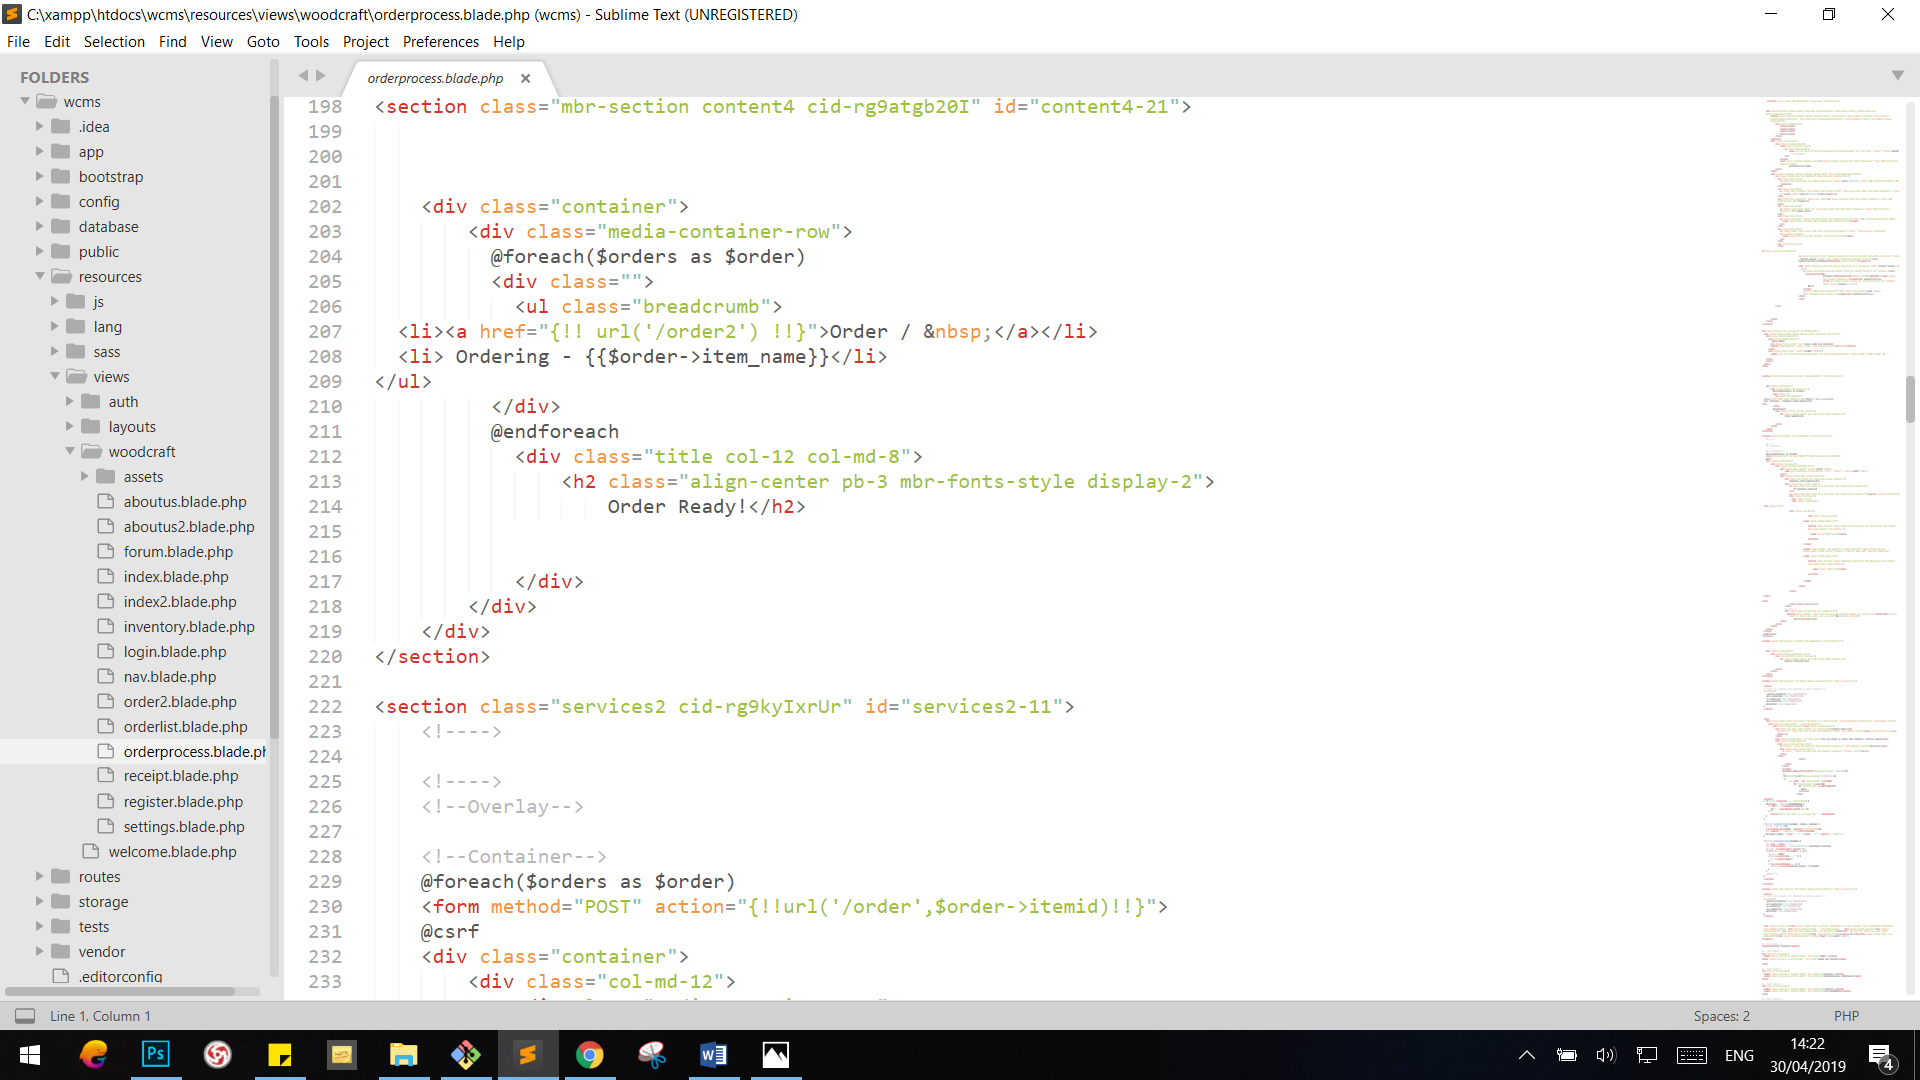 C:\xampp\htdocs\wcms\resources\views\woodcraft\orderprocess.blade.php (wcms) - Sublime Text (UNREGISTERED)
File Edit Selection Find View Goto Tools Project Preferences Help
FOLDERS
wcms
.idea
app
bootstrap
config
database
public
resources
js
lang
sass
views
auth
layouts
woodcraft
assets
aboutus.blade.php
aboutus2.blade.php
forum.blade.php
index.blade.php
index2.blade.php
inventory.blade.php
login.blade.php
nav.blade.php
order2.blade.php
orderlist.blade.php
orderprocess.blade.ph
receipt.blade.php
register.blade.php
settings.blade.php
welcome.blade.php
routes
storage
tests
vendor
.editorconfig
orderprocess.blade.php
198 <section class="mbr-section content4 cid-rg9atgb20I" id="content4-21">
199
200
201
202 <div class="container">
203 <div class="media-container-row">
204 @foreach($orders as $order)
205 <div class="">
206 <ul class="breadcrumb">
207 <li><a href="{!! url('/order2') !!}">Order / &nbsp;</a></li>
208 <li> Ordering - {{$order->item_name}}</li>
209 </ul>
210 </div>
211 @endforeach
212 <div class="title col-12 col-md-8">
213 <h2 class="align-center pb-3 mbr-fonts-style display-2">
214 Order Ready!</h2>
215
216
217 </div>
218 </div>
219 </div>
220 </section>
221
222 <section class="services2 cid-rg9kyIxrUr" id="services2-11">
223 <!---->
224
225 <!---->
226 <!--Overlay-->
227
228 <!--Container-->
229 @foreach($orders as $order)
230 <form method="POST" action="{!!url('/order',$order->itemid)!!}">
231 @csrf
232 <div class="container">
233 <div class="col-md-12">
Line 1, Column 1
Spaces: 2
PHP
Ps
ENG
14:22
30/04/2019
4